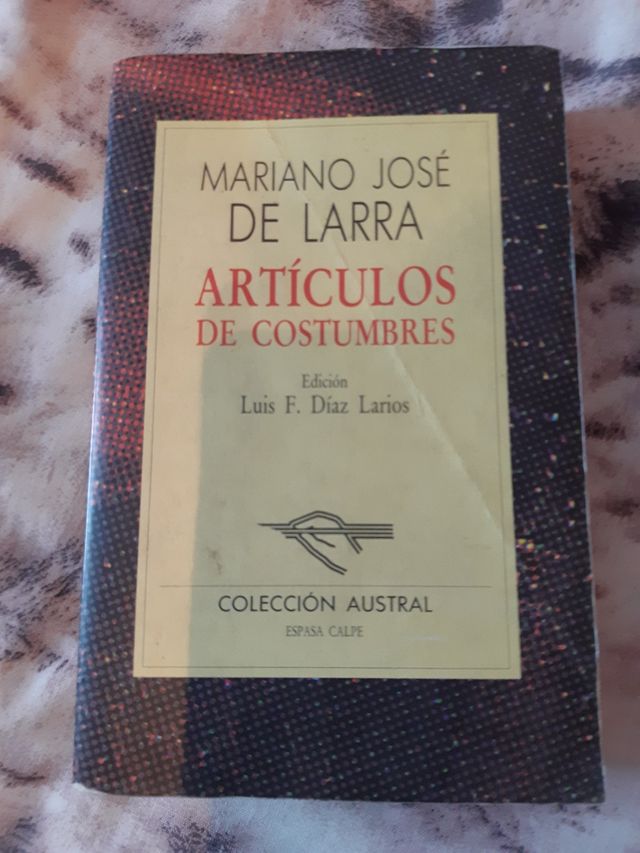 MARIANO JOSÉ
DE LARRA
ARTÍCULOS
DE COSTUMBRES
Edición
Luis F. Díaz Larios
COLECCIÓN AUSTRAL
ESPASA CALPE